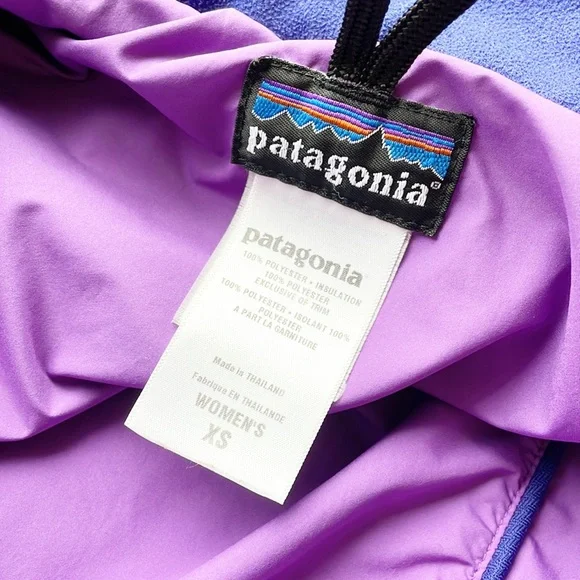 patagonia®
patagonia
100% POLYESTER • INSULATION
100% POLYESTER
EXCLUSIVE OF TRIM
100% POLYESTER • ISOLANT 100%
POLYESTER
A PART LA GARNITURE
Made in THAILAND
Fabriqué EN THAILANDE
WOMEN'S
XS